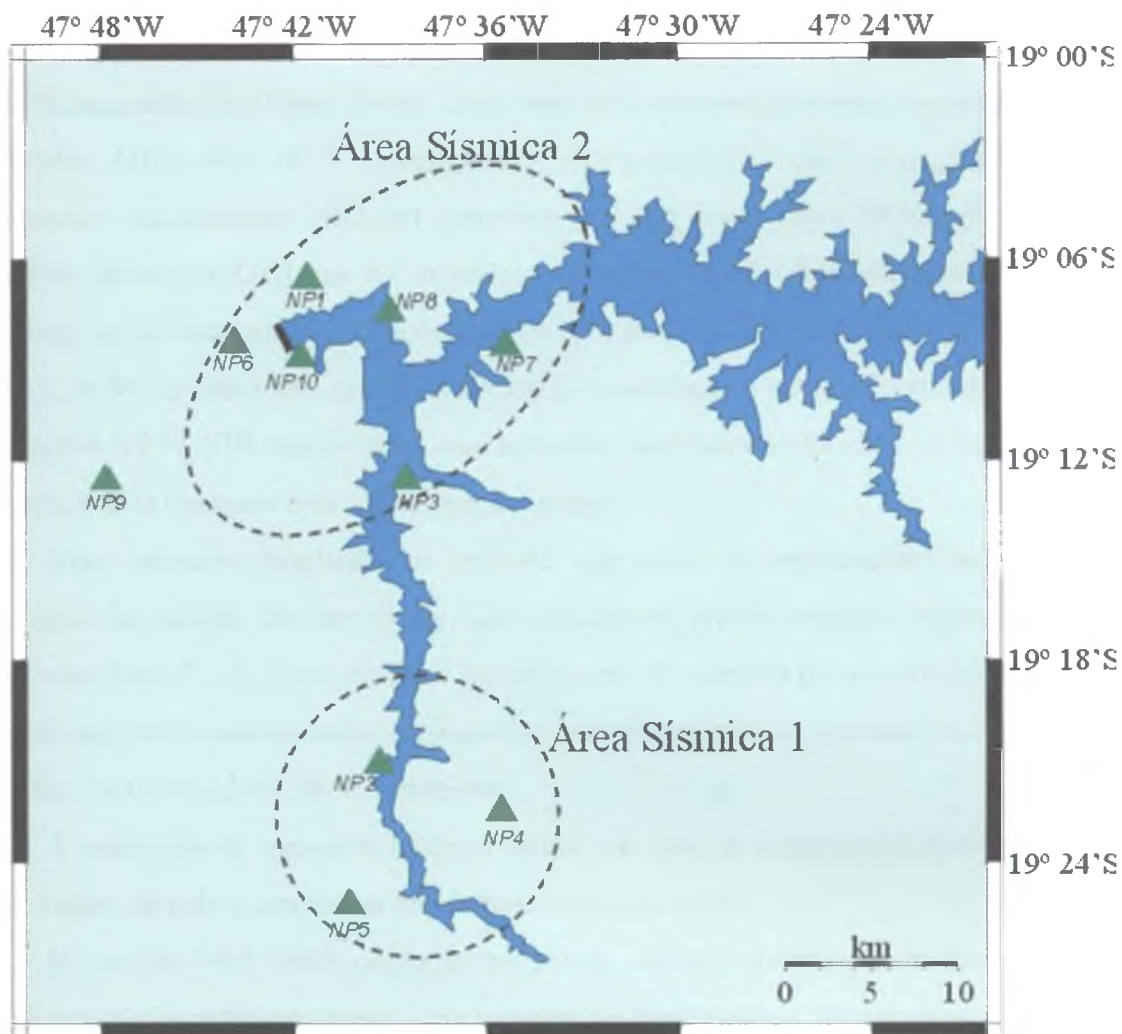 47° 48'W 47° 42'W 47° 36'W 47° 30'W 47° 24'W
19° 00'S
Área Sísmica 2
19° 06'S
NP1
NP8
NP6
NP10
NP7
19° 12'S
NP9
NP3
19° 18'S
Área Sísmica 1
NP2
NP4
19° 24'S
NP5
km
0 5 10